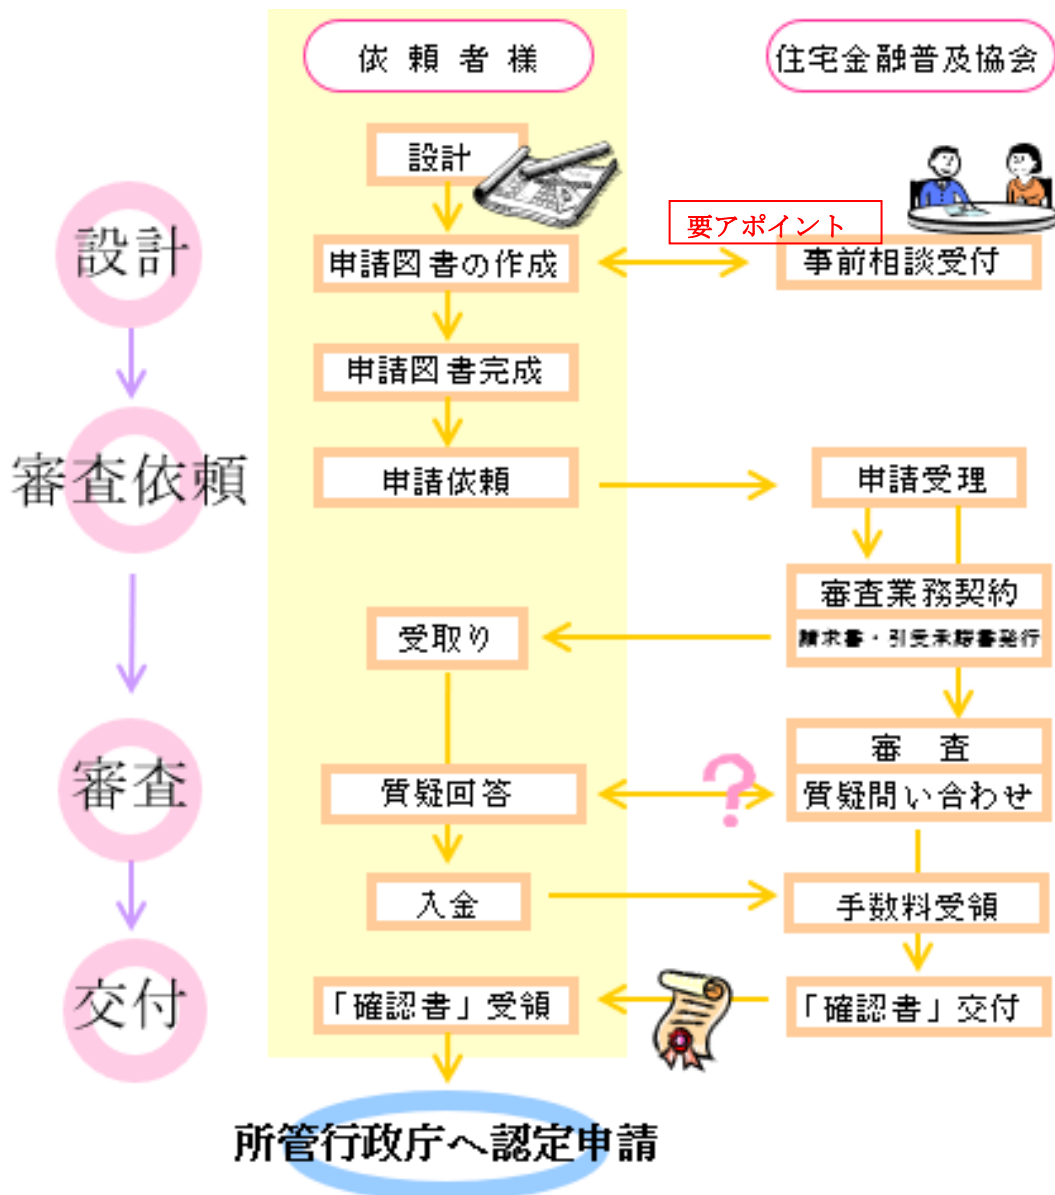 依頼者様
住宅金融普及協会
設計
要アポイント
設計
申請図書の作成
事前相談受付
申請図書完成
審査依頼
申請依頼
申請受理
審査業務契約
受取り
請求書・引受承諾書発行
審査
審　査
質疑回答
?
質疑問い合わせ
入金
手数料受領
交付
「確認書」受領
「確認書」交付
所管行政庁へ認定申請